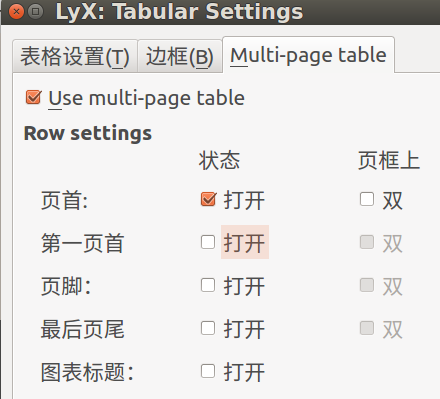 LyX: Tabular Settings
表格设置(T) 边框(B) Multi-page table
Use multi-page table
Row settings
状态 页框上
页首: 打开 双
第一页首 打开 双
页脚： 打开 双
最后页尾 打开 双
图表标题： 打开